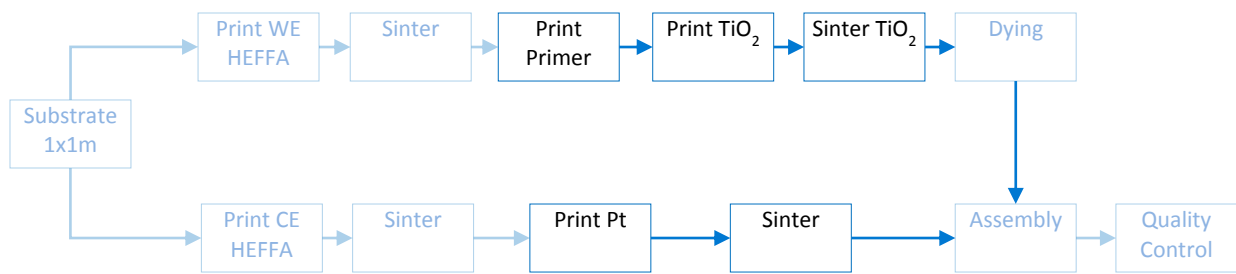 Print WE
HEFFA
Sinter
Print
Primer
Print TiO₂
Sinter TiO₂
Dying
Substrate
1x1m
Print CE
HEFFA
Sinter
Print Pt
Sinter
Assembly
Quality
Control